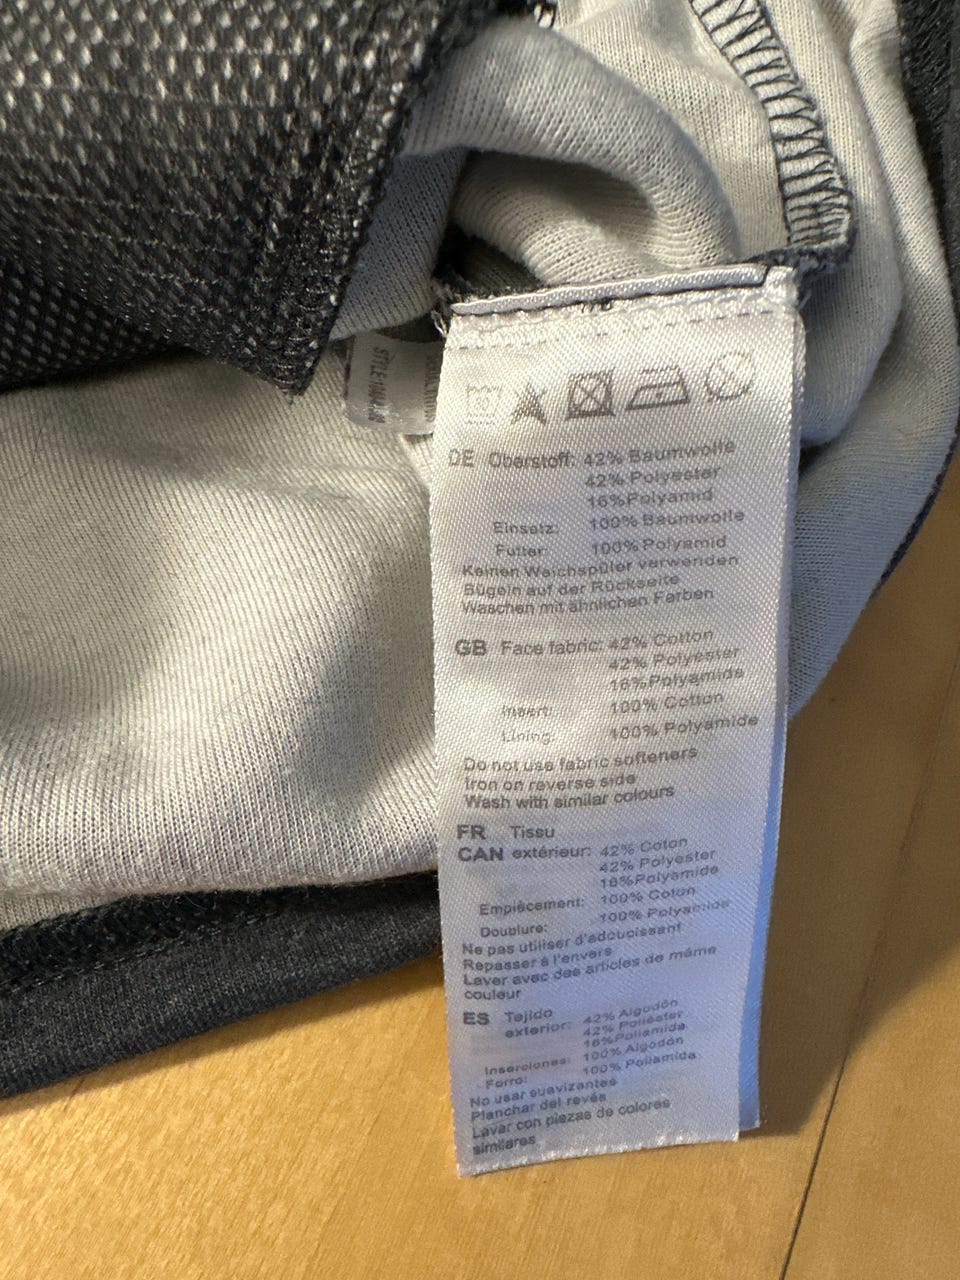 DE Oberstoff: 42% Baumwolle
42% Polyester
16%Polyamid
Einsatz: 100% Baumwolle
Futter: 100% Polyamid
Keinen Weichspüler verwenden
Bügeln auf der Rückseite
Waschen mit ähnlichen Farben
GB Face fabric: 42% Cotton
42% Polyester
16%Polyamide
Insert: 100% Cotton
Lining: 100% Polyamide
Do not use fabric softeners
Iron on reverse side
Wash with similar colours
FR Tissu
CAN extérieur: 42% Coton
42% Polyester
16%Polyamide
Empiècement: 100% Coton
Doublure: 100% Polyamide
Ne pas utiliser d'adoucissant
Repasser à l'envers
Laver avec des articles de même
couleur
ES Tejido
exterior: 42% Algodón
42% Poliéster
16%Poliamida
Inserciones: 100% Algodón
Forro: 100% Poliamida
No usar suavizantes
Planchar del revés
Lavar con piezas de colores
similares